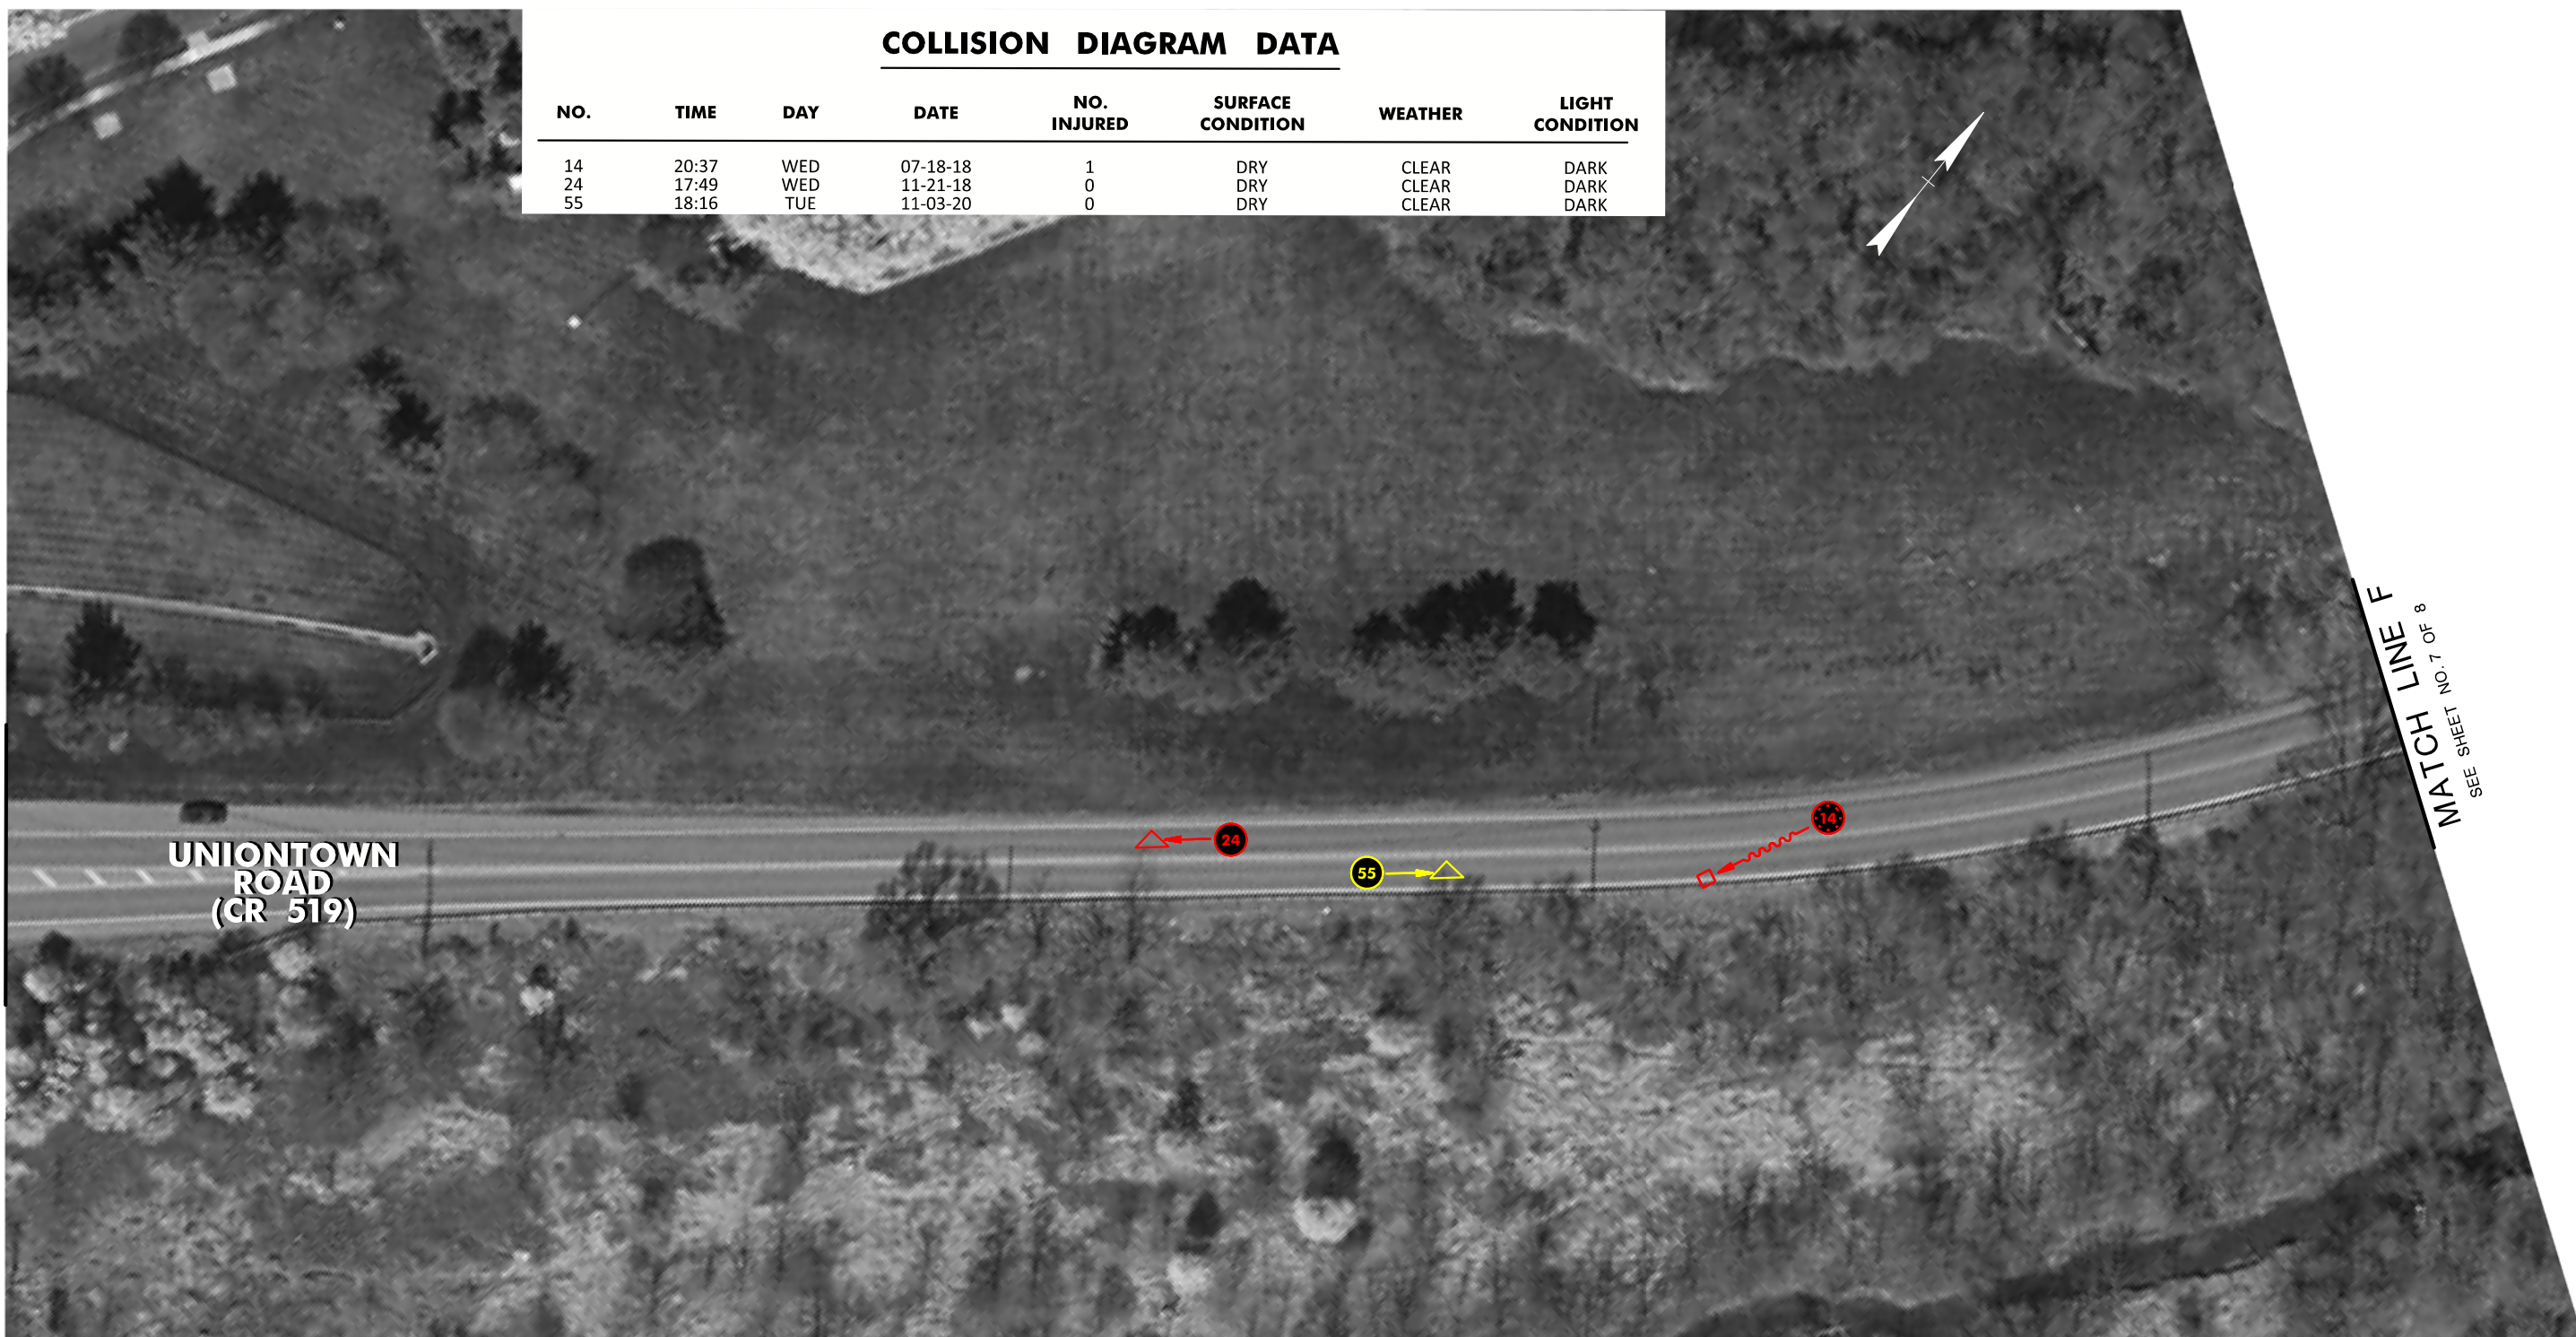 COLLISION DIAGRAM DATA
NO. TIME DAY DATE NO. INJURED SURFACE CONDITION WEATHER LIGHT CONDITION
14 20:37 WED 07-18-18 1 DRY CLEAR DARK
24 17:49 WED 11-21-18 0 DRY CLEAR DARK
55 18:16 TUE 11-03-20 0 DRY CLEAR DARK
MATCH LINE F
SEE SHEET NO. 7 OF 8
14
24
55
UNIONTOWN
ROAD
(CR 519)